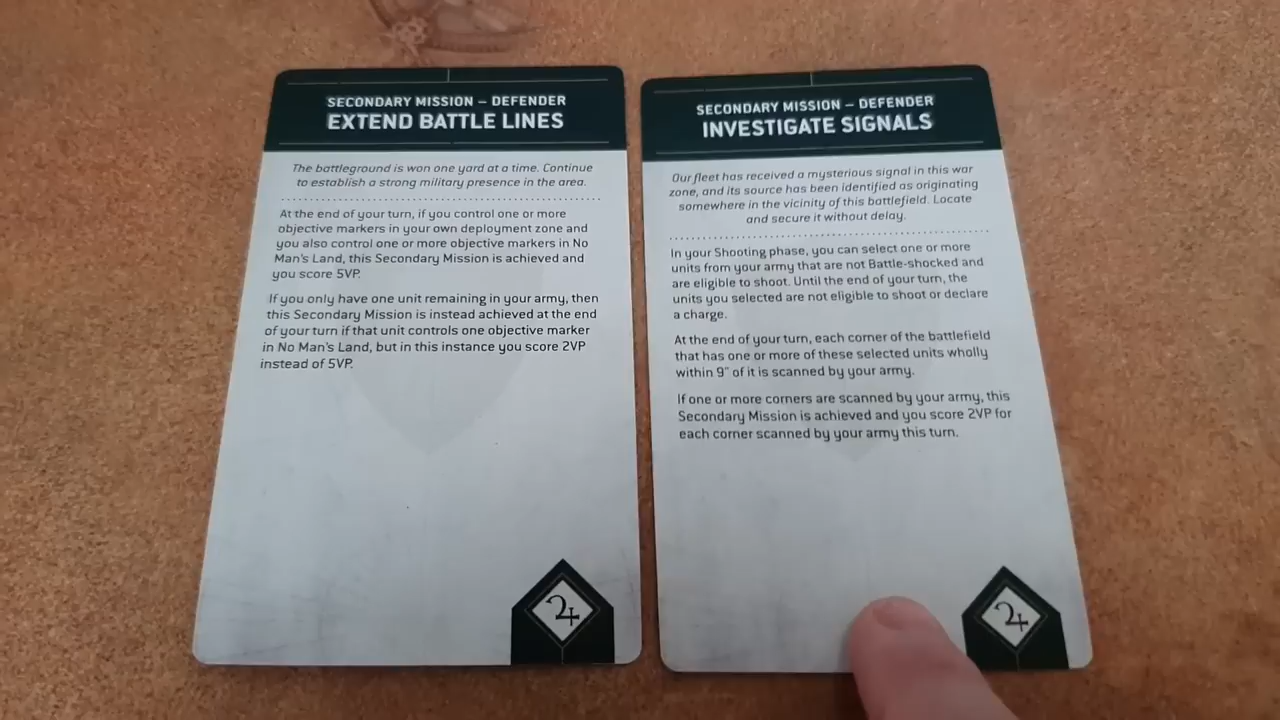 SECONDARY MISSION – DEFENDER
EXTEND BATTLE LINES
The battleground is won one yard at a time. Continue
to establish a strong military presence in the area.
At the end of your turn, if you control one or more
objective markers in your own deployment zone and
you also control one or more objective markers in No
Man's Land, this Secondary Mission is achieved and
you score 5VP.
If you only have one unit remaining in your army, then
this Secondary Mission is instead achieved at the end
of your turn if that unit controls one objective marker
in No Man's Land, but in this instance you score 2VP
instead of 5VP.
SECONDARY MISSION – DEFENDER
INVESTIGATE SIGNALS
Our fleet has received a mysterious signal in this war
zone, and its source has been identified as originating
somewhere in the vicinity of this battlefield. Locate
and secure it without delay.
In your Shooting phase, you can select one or more
units from your army that are not Battle-shocked and
are eligible to shoot. Until the end of your turn, the
units you selected are not eligible to shoot or declare
a charge.
At the end of your turn, each corner of the battlefield
that has one or more of these selected units wholly
within 9" of it is scanned by your army.
If one or more corners are scanned by your army, this
Secondary Mission is achieved and you score 2VP for
each corner scanned by your army this turn.